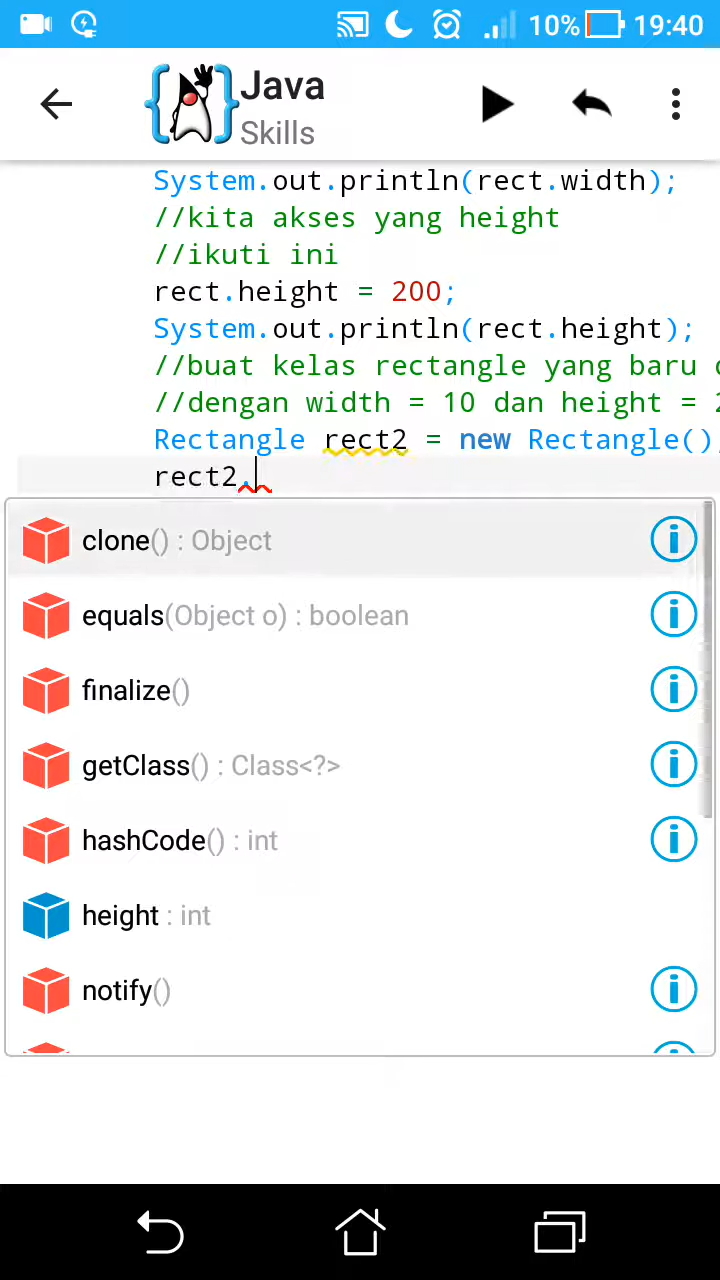 10% 19:40
Java
Skills
System.out.println(rect.width);
//kita akses yang height
//ikuti ini
rect.height = 200;
System.out.println(rect.height);
//buat kelas rectangle yang baru
//dengan width = 10 dan height =
Rectangle rect2 = new Rectangle()
rect2.
clone() : Object
equals(Object o) : boolean
finalize()
getClass() : Class<?>
hashCode() : int
height : int
notify()